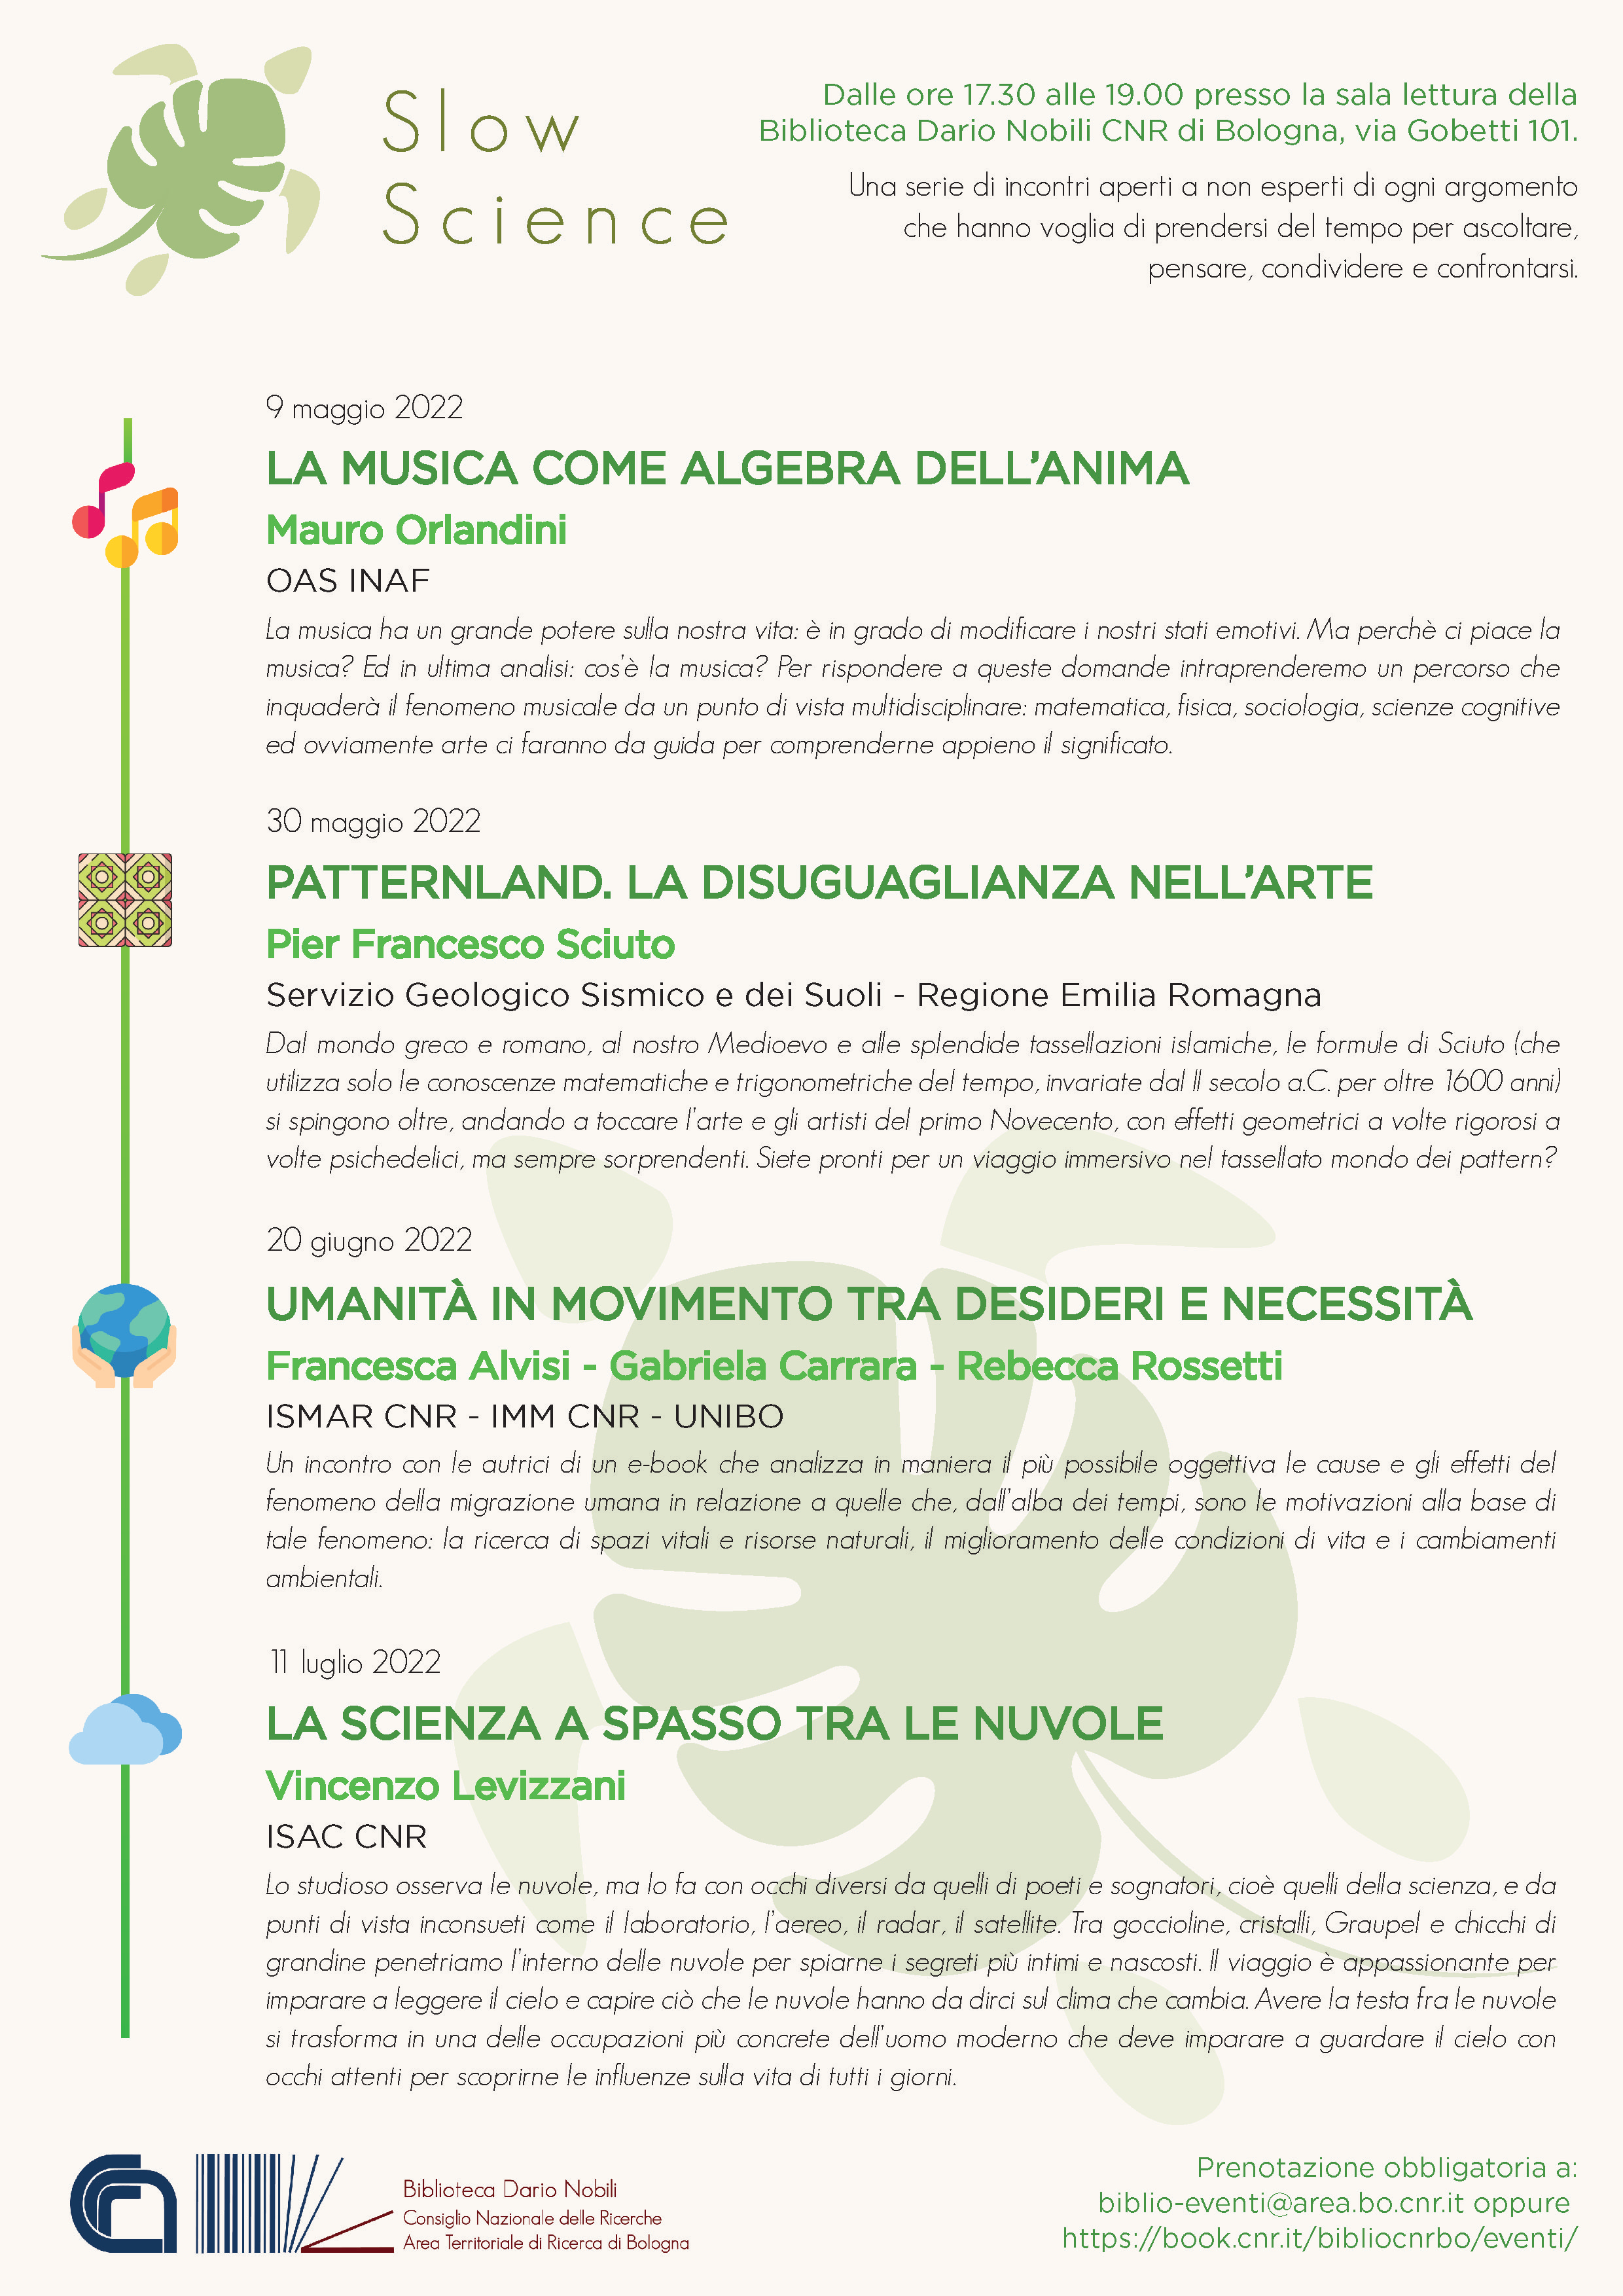 Slow
Science
Dalle ore 17.30 alle 19.00 presso la sala lettura della
Biblioteca Dario Nobili CNR di Bologna, via Gobetti 101.
Una serie di incontri aperti a non esperti di ogni argomento
che hanno voglia di prendersi del tempo per ascoltare,
pensare, condividere e confrontarsi.
9 maggio 2022
LA MUSICA COME ALGEBRA DELL’ANIMA
Mauro Orlandini
OAS INAF
La musica ha un grande potere sulla nostra vita: è in grado di modificare i nostri stati emotivi. Ma perchè ci piace la
musica? Ed in ultima analisi: cos’è la musica? Per rispondere a queste domande intraprenderemo un percorso che
inquaderà il fenomeno musicale da un punto di vista multidisciplinare: matematica, fisica, sociologia, scienze cognitive
ed ovviamente arte ci faranno da guida per comprenderne appieno il significato.
30 maggio 2022
PATTERNLAND. LA DISUGUAGLIANZA NELL’ARTE
Pier Francesco Sciuto
Servizio Geologico Sismico e dei Suoli - Regione Emilia Romagna
Dal mondo greco e romano, al nostro Medioevo e alle splendide tassellazioni islamiche, le formule di Sciuto (che
utilizza solo le conoscenze matematiche e trigonometriche del tempo, invariate dal II secolo a.C. per oltre 1600 anni)
si spingono oltre, andando a toccare l’arte e gli artisti del primo Novecento, con effetti geometrici a volte rigorosi a
volte psichedelici, ma sempre sorprendenti. Siete pronti per un viaggio immersivo nel tassellato mondo dei pattern?
20 giugno 2022
UMANITÀ IN MOVIMENTO TRA DESIDERI E NECESSITÀ
Francesca Alvisi - Gabriela Carrara - Rebecca Rossetti
ISMAR CNR - IMM CNR - UNIBO
Un incontro con le autrici di un e-book che analizza in maniera il più possibile oggettiva le cause e gli effetti del
fenomeno della migrazione umana in relazione a quelle che, dall’alba dei tempi, sono le motivazioni alla base di
tale fenomeno: la ricerca di spazi vitali e risorse naturali, il miglioramento delle condizioni di vita e i cambiamenti
ambientali.
11 luglio 2022
LA SCIENZA A SPASSO TRA LE NUVOLE
Vincenzo Levizzani
ISAC CNR
Lo studioso osserva le nuvole, ma lo fa con occhi diversi da quelli di poeti e sognatori, cioè quelli della scienza, e da
punti di vista inconsueti come il laboratorio, l’aereo, il radar, il satellite. Tra goccioline, cristalli, Graupel e chicchi di
grandine penetriamo l’interno delle nuvole per spiarne i segreti più intimi e nascosti. Il viaggio è appassionante per
imparare a leggere il cielo e capire ciò che le nuvole hanno da dirci sul clima che cambia. Avere la testa fra le nuvole
si trasforma in una delle occupazioni più concrete dell’uomo moderno che deve imparare a guardare il cielo con
occhi attenti per scoprirne le influenze sulla vita di tutti i giorni.
Biblioteca Dario Nobili
Consiglio Nazionale delle Ricerche
Area Territoriale di Ricerca di Bologna
Prenotazione obbligatoria a:
biblio-eventi@area.bo.cnr.it oppure
https://book.cnr.it/bibliocnrbo/eventi/